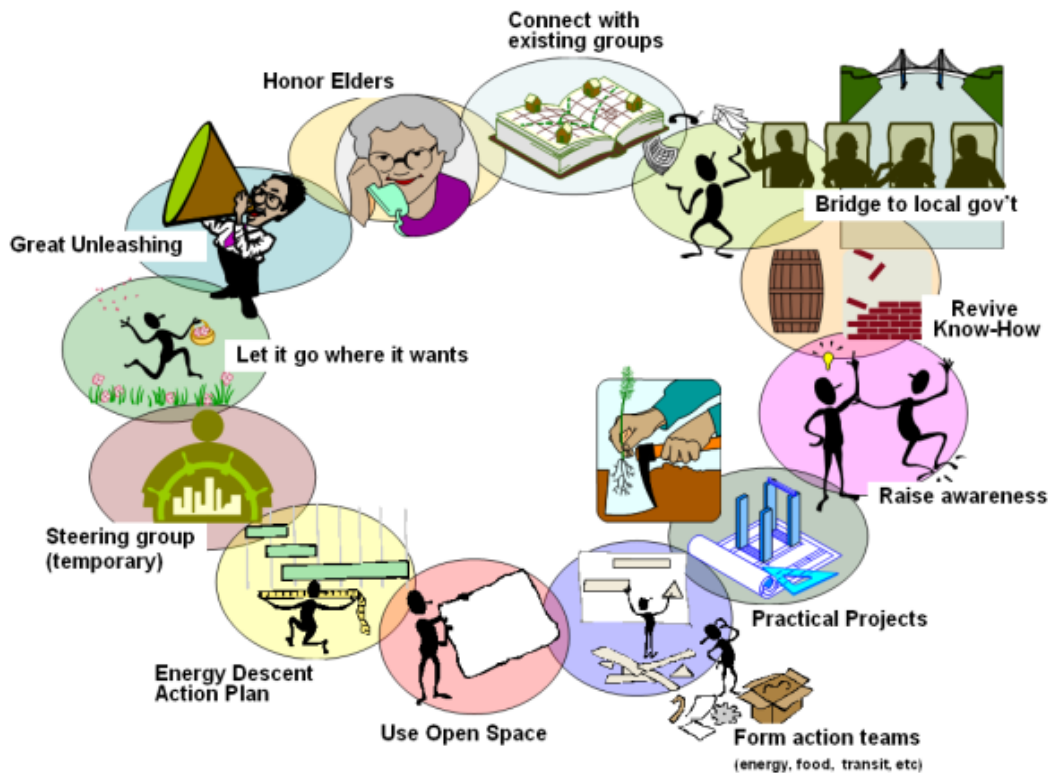 Connect with
existing groups
Honor Elders
Bridge to local gov't
Great Unleashing
Revive
Know-How
Let it go where it wants
Raise awareness
Steering group
(temporary)
Practical Projects
Energy Descent
Action Plan
Use Open Space
Form action teams
(energy, food, transit, etc)